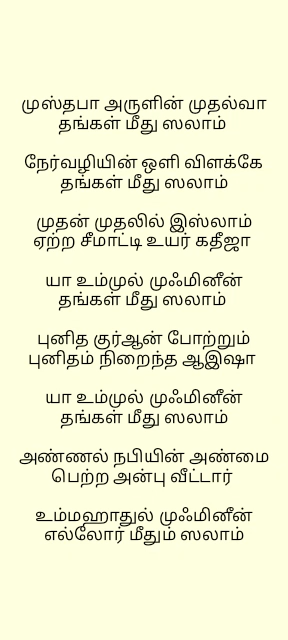 முஸ்தபா அருளின் முதல்வா
தங்கள் மீது ஸலாம்
நேர்வழியின் ஒளி விளக்கே
தங்கள் மீது ஸலாம்
முதன் முதலில் இஸ்லாம்
ஏற்ற சீமாட்டி உயர் கதீஜா
யா உம்முல் முஃமினீன்
தங்கள் மீது ஸலாம்
புனித குர்ஆன் போற்றும்
புனிதம் நிறைந்த ஆஇஷா
யா உம்முல் முஃமினீன்
தங்கள் மீது ஸலாம்
அண்ணல் நபியின் அண்மை
பெற்ற அன்பு வீட்டார்
உம்மஹாதுல் முஃமினீன்
எல்லோர் மீதும் ஸலாம்